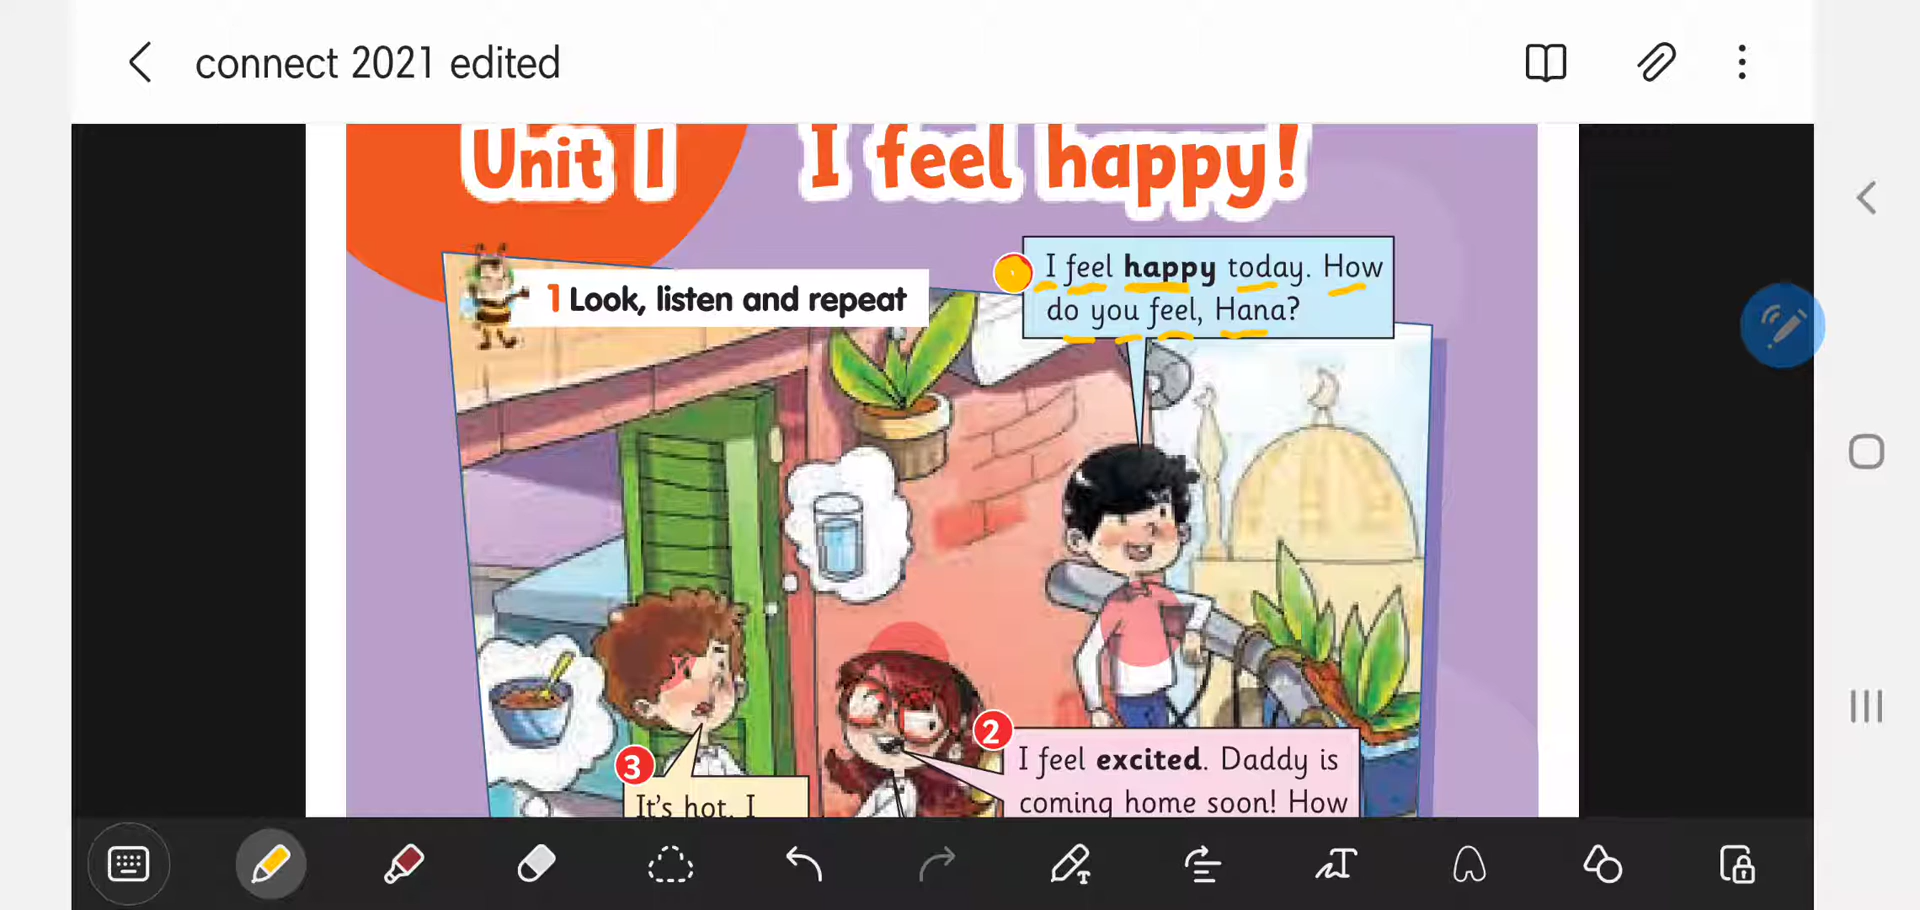 connect 2021 edited
Unit 1 I feel happy!
1 Look, listen and repeat
I feel happy today. How
do you feel, Hana?
2
I feel excited. Daddy is
coming home soon! How
3
It's hot. I